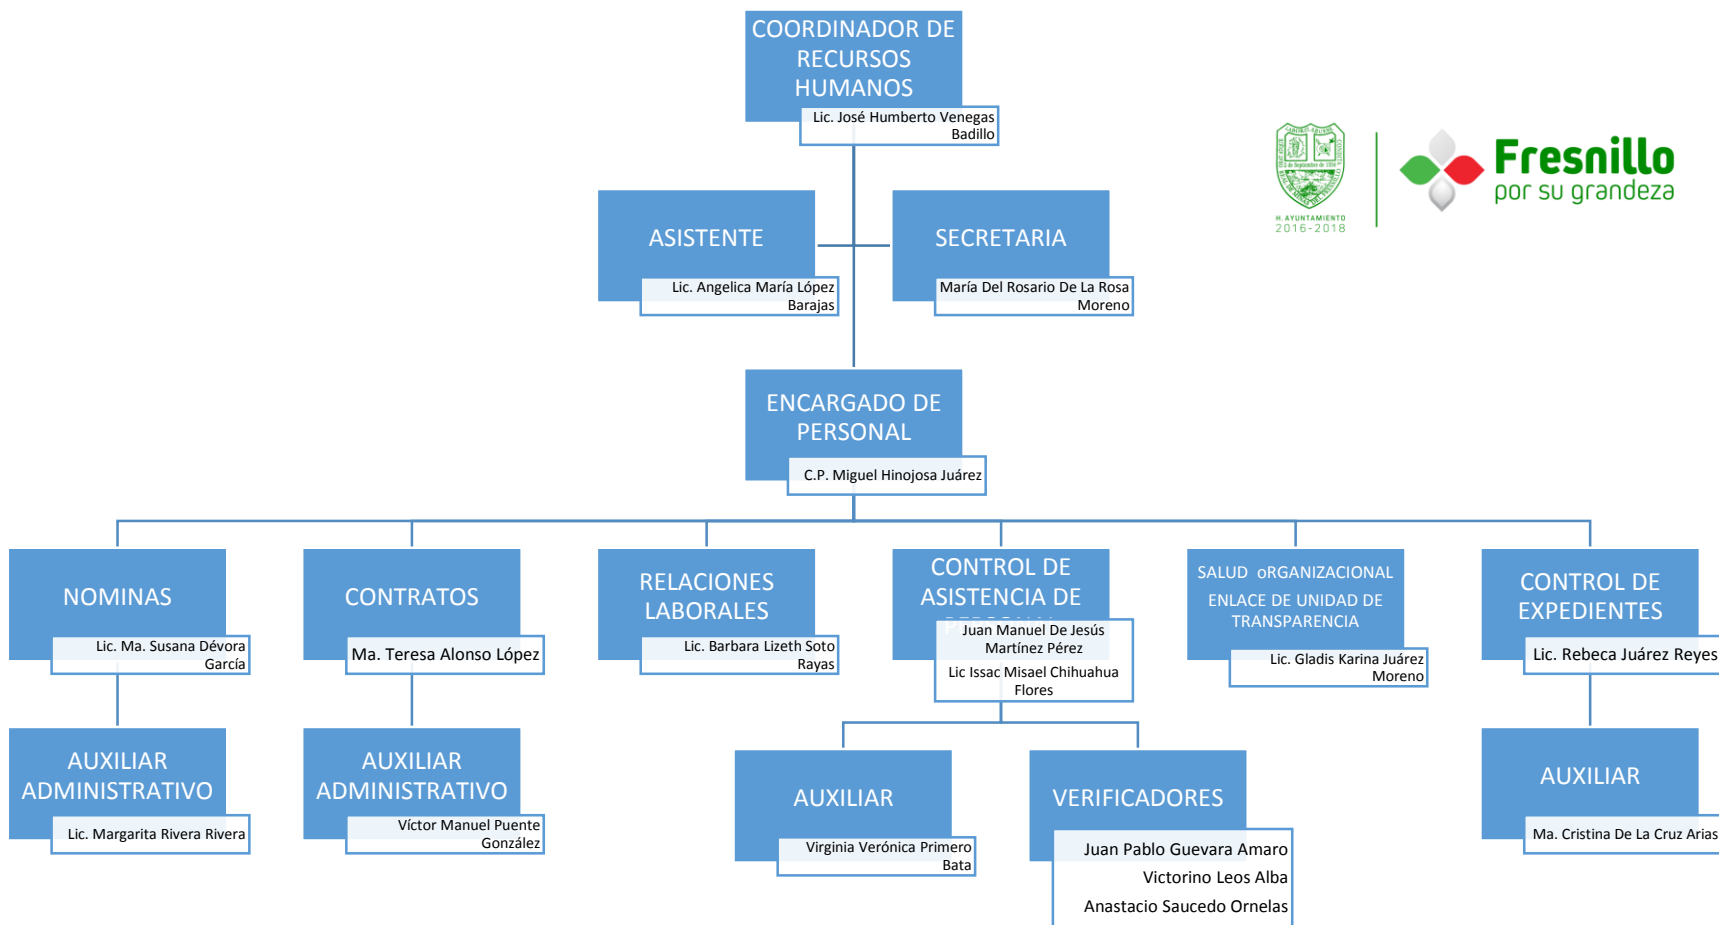 COORDINADOR DE
RECURSOS
HUMANOS
Lic. José Humberto Venegas
Badillo
H. AYUNTAMIENTO
2016-2018
Fresnillo
por su grandeza
ASISTENTE
Lic. Angelica María López
Barajas
SECRETARIA
María Del Rosario De La Rosa
Moreno
ENCARGADO DE
PERSONAL
C.P. Miguel Hinojosa Juárez
NOMINAS
Lic. Ma. Susana Dévora
García
CONTRATOS
Ma. Teresa Alonso López
RELACIONES
LABORALES
Lic. Barbara Lizeth Soto
Rayas
CONTROL DE
ASISTENCIA DE
PERSONAL
Juan Manuel De Jesús
Martínez Pérez
Lic Issac Misael Chihuahua
Flores
SALUD oRGANIZACIONAL
ENLACE DE UNIDAD DE
TRANSPARENCIA
Lic. Gladis Karina Juárez
Moreno
CONTROL DE
EXPEDIENTES
Lic. Rebeca Juárez Reyes
AUXILIAR
ADMINISTRATIVO
Lic. Margarita Rivera Rivera
AUXILIAR
ADMINISTRATIVO
Víctor Manuel Puente
González
AUXILIAR
Virginia Verónica Primero
Bata
VERIFICADORES
Juan Pablo Guevara Amaro
Victorino Leos Alba
Anastacio Saucedo Ornelas
AUXILIAR
Ma. Cristina De La Cruz Arias